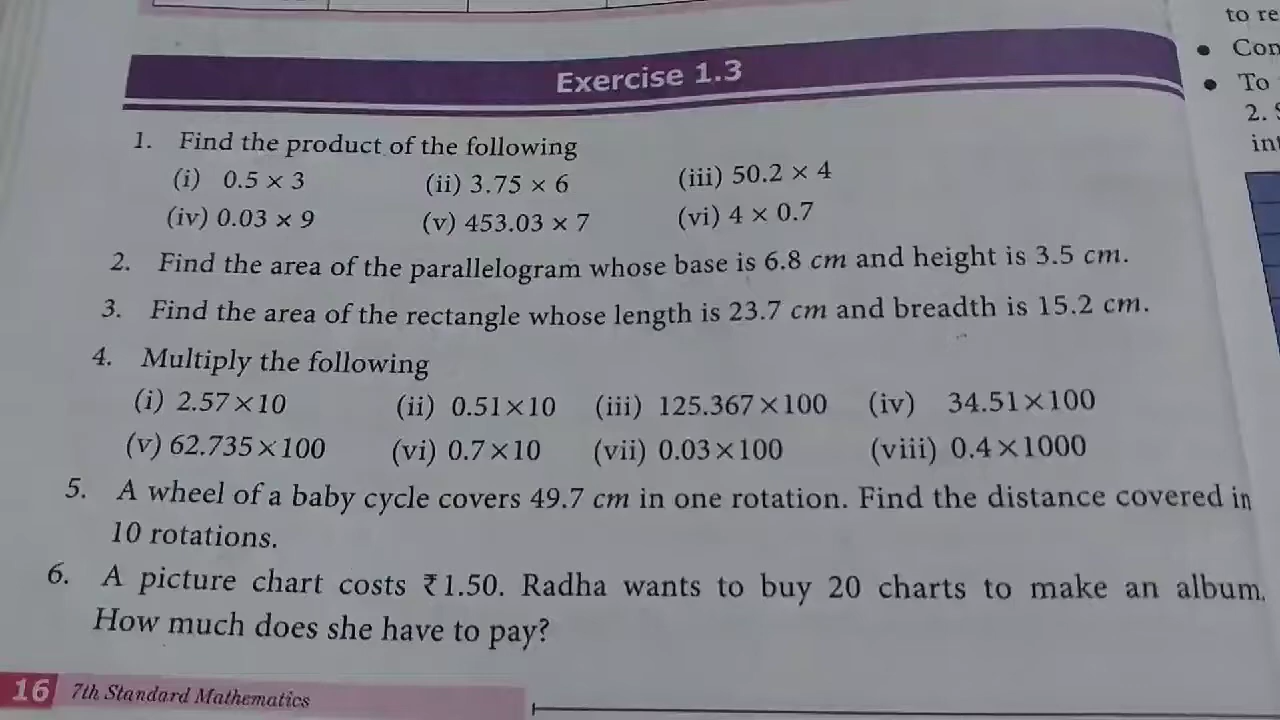 Exercise 1.3
1. Find the product of the following
(i) 0.5 × 3 (ii) 3.75 × 6 (iii) 50.2 × 4
(iv) 0.03 × 9 (v) 453.03 × 7 (vi) 4 × 0.7
2. Find the area of the parallelogram whose base is 6.8 cm and height is 3.5 cm.
3. Find the area of the rectangle whose length is 23.7 cm and breadth is 15.2 cm.
4. Multiply the following
(i) 2.57×10 (ii) 0.51×10 (iii) 125.367×100 (iv) 34.51×100
(v) 62.735×100 (vi) 0.7×10 (vii) 0.03×100 (viii) 0.4×1000
5. A wheel of a baby cycle covers 49.7 cm in one rotation. Find the distance covered in
10 rotations.
6. A picture chart costs ₹1.50. Radha wants to buy 20 charts to make an album.
How much does she have to pay?
16 7th Standard Mathematics
to re
• Con
• To
2.
int